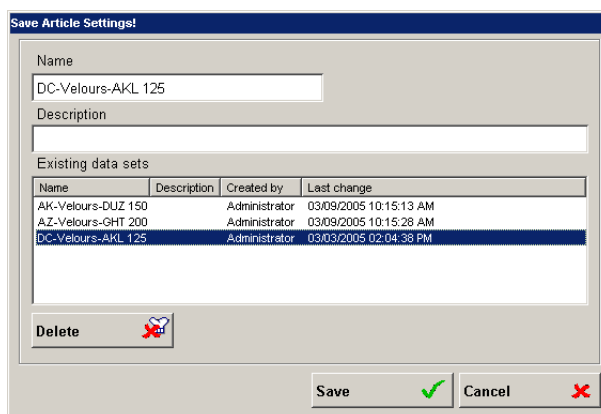 Save Article Settings!
Name
DC-Velours-AKL 125
Description
Existing data sets
Name Description Created by Last change
AK-Velours-DUZ 150 Administrator 03/09/2005 10:15:13 AM
AZ-Velours-GHT 200 Administrator 03/09/2005 10:15:28 AM
DC-Velours-AKL 125 Administrator 03/03/2005 02:04:38 PM
Delete
Save Cancel